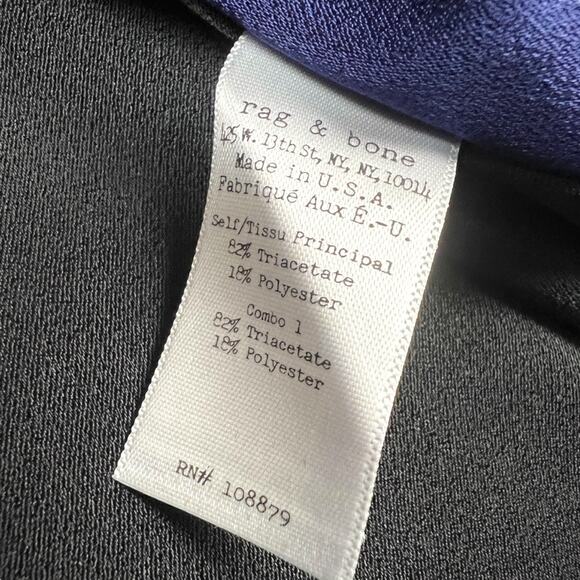 rag & bone
425 W. 13th St, NY, NY, 10014
Made in U.S.A.
Fabriqué Aux É.-U.
Self/Tissu Principal
82% Triacetate
18% Polyester
Combo 1
82% Triacetate
18% Polyester
RN# 108879